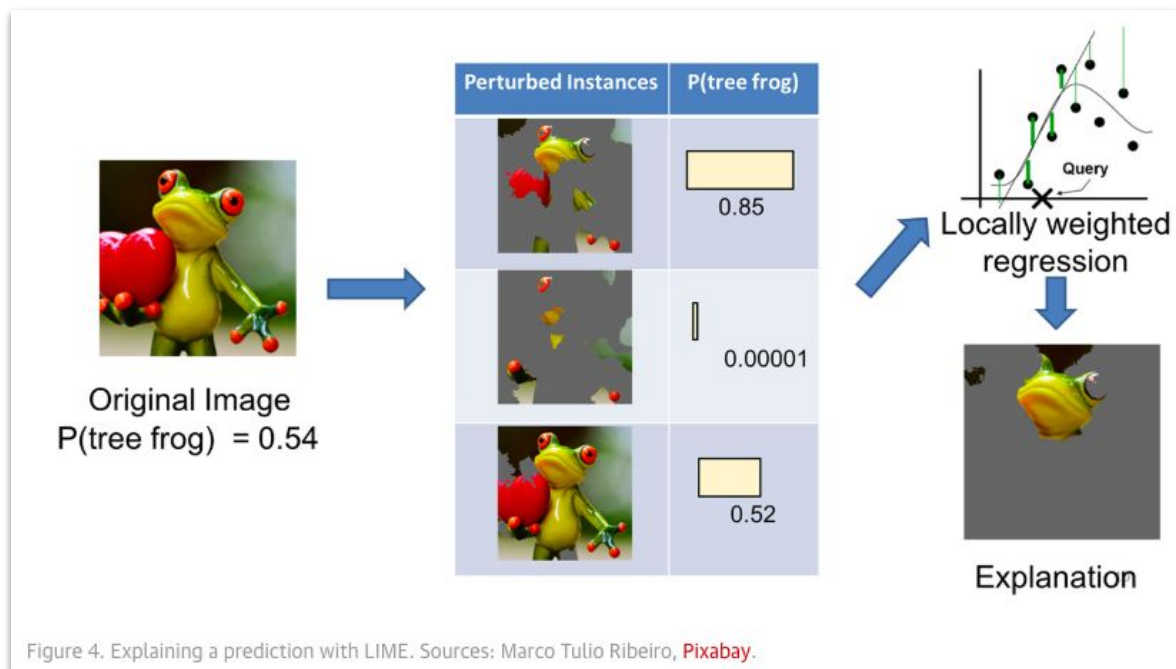 Original Image
P(tree frog) = 0.54
Perturbed Instances
P(tree frog)
0.85
0.00001
0.52
Query
Locally weighted
regression
Explanation
Figure 4. Explaining a prediction with LIME. Sources: Marco Tulio Ribeiro, Pixabay.